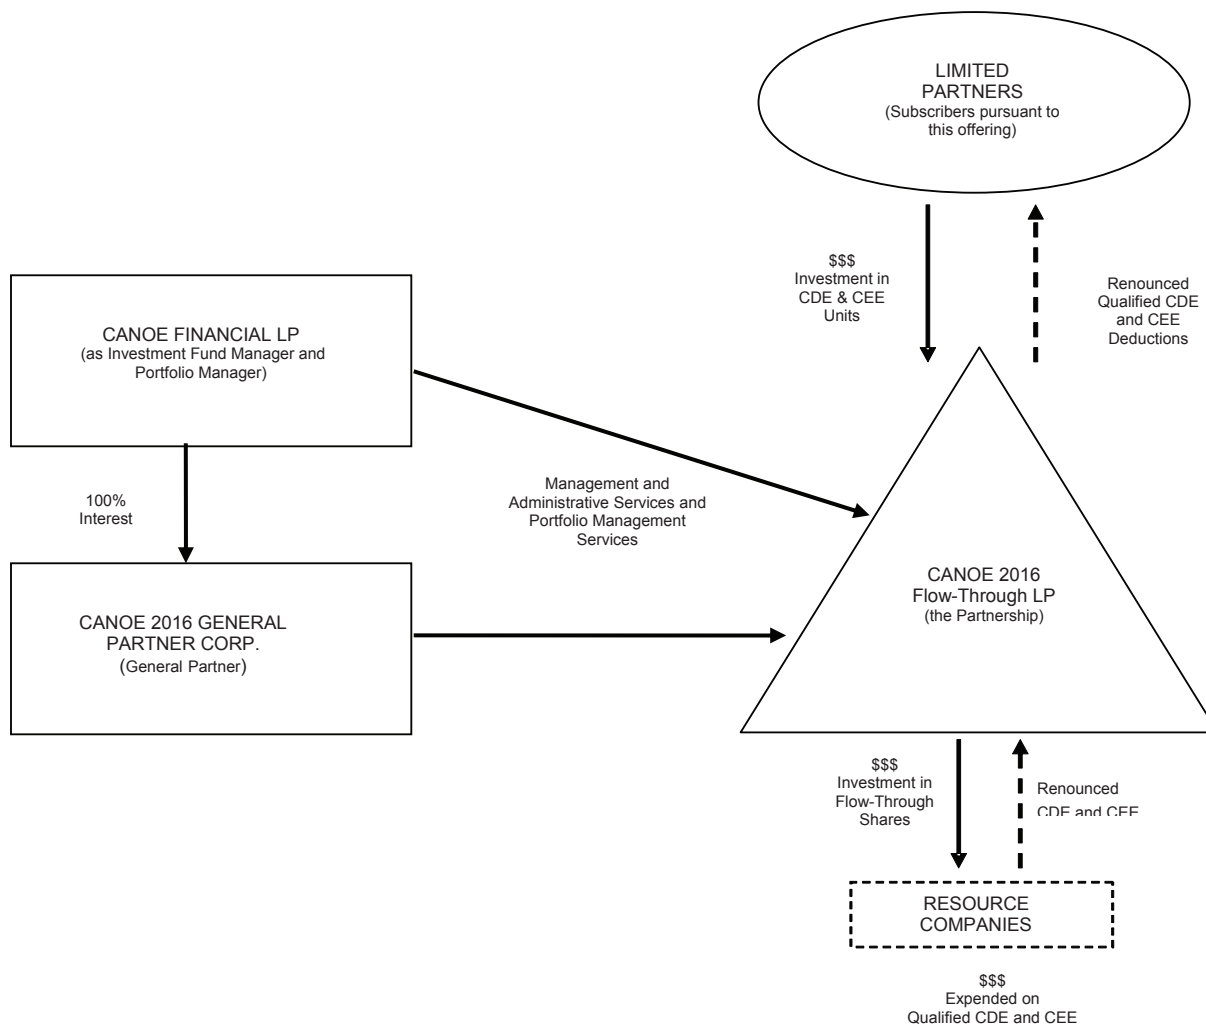 LIMITED
PARTNERS
(Subscribers pursuant to
this offering)
$$$
Investment in
CDE & CEE
Units
Renounced
Qualified CDE
and CEE
Deductions
CANOE FINANCIAL LP
(as Investment Fund Manager and
Portfolio Manager)
100%
Interest
Management and
Administrative Services and
Portfolio Management
Services
CANOE 2016 GENERAL
PARTNER CORP.
(General Partner)
CANOE 2016
Flow-Through LP
(the Partnership)
$$$
Investment in
Flow-Through
Shares
Renounced
CDE and CEE
RESOURCE
COMPANIES
$$$
Expended on
Qualified CDE and CEE